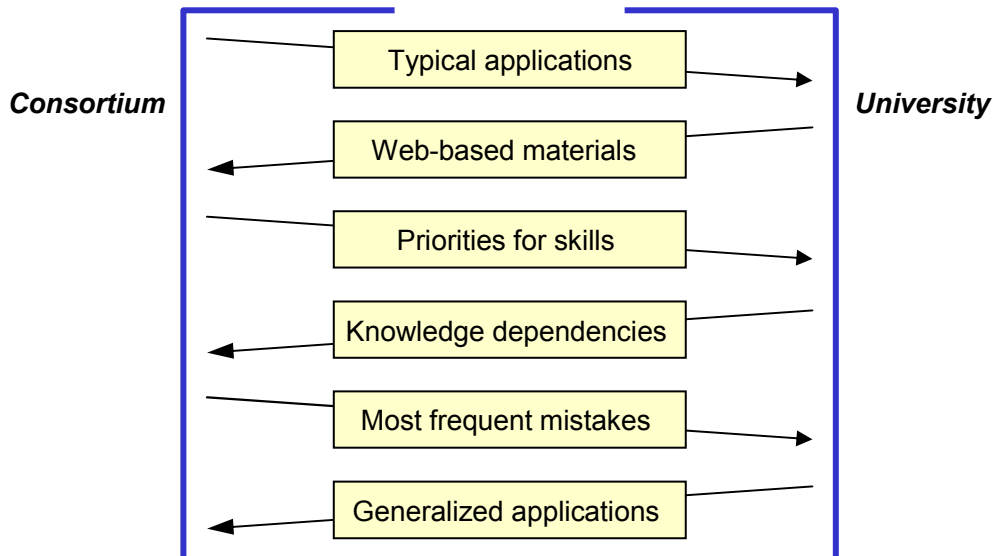 Typical applications
Consortium
University
Web-based materials
Priorities for skills
Knowledge dependencies
Most frequent mistakes
Generalized applications